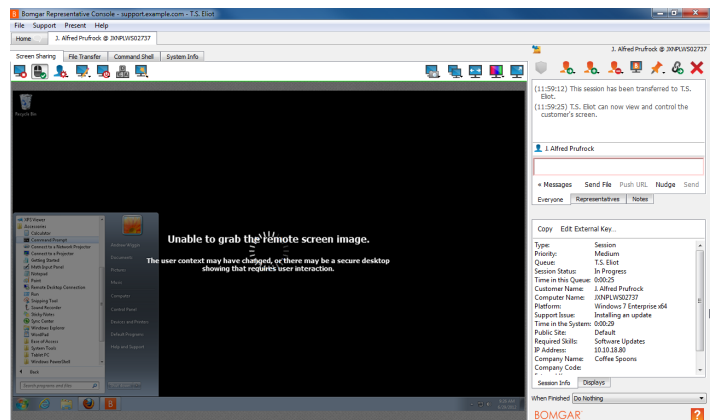 Bomgar Representative Console - support.example.com - T.S. Eliot
File Support Present Help
Home
J. Alfred Prufrock @ JXNPLWS02737
Screen Sharing File Transfer Command Shell System Info
J. Alfred Prufrock @ JXNPLWS02737
(11:59:12) This session has been transferred to T.S.
Eliot.
(11:59:25) T.S. Eliot can now view and control the
customer's screen.
J. Alfred Prufrock
« Messages Send File Push URL Nudge Send
Everyone Representatives Notes
Copy Edit External Key...
Type: Session
Priority: Medium
Queue: T.S. Eliot
Session Status: In Progress
Time in this Queue: 0:00:25
Customer Name: J. Alfred Prufrock
Computer Name: JXNPLWS02737
Platform: Windows 7 Enterprise x64
Support Issue: Installing an update
Time in the System: 0:00:29
Public Site: Default
Required Skills: Software Updates
IP Address: 10.10.18.80
Company Name: Coffee Spoons
Company Code:
Session Info Displays
When Finished Do Nothing
BOMGAR
?
Recycle Bin
XPS Viewer
Accessories
Calculator
Command Prompt
Connect to a Network Projector
Connect to a Projector
Getting Started
Math Input Panel
Notepad
Paint
Remote Desktop Connection
Run
Snipping Tool
Sound Recorder
Sticky Notes
Sync Center
Windows Explorer
WordPad
Ease of Access
System Tools
Tablet PC
Windows PowerShell
Back
Search programs and files
Documents
Pictures
Music
Computer
Control Panel
Devices and Printers
Default Programs
Help and Support
Unable to grab the remote screen image.
The user context may have changed, or there may be a secure desktop
showing that requires user interaction.
B